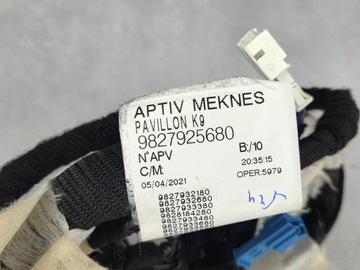 APTIV MEKNES
PAVILLON K9
9827925680
N°APV B:/10
C/M: 20:35:15
05/04/2021 OPER:5979
9827932180
9827932680
9827933380
9828184280